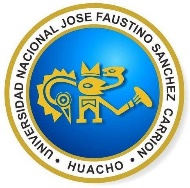 UNIVERSIDAD NACIONAL JOSE FAUSTINO SANCHEZ CARRION
• HUACHO •